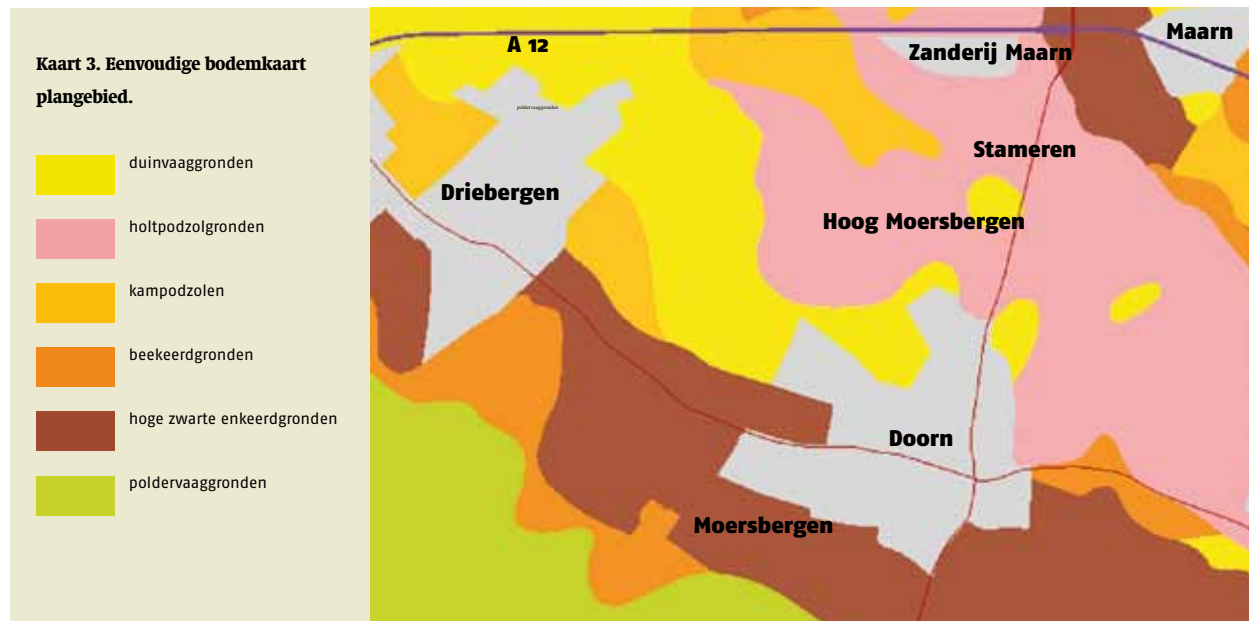 Kaart 3. Eenvoudige bodemkaart
plangebied.
duinvaaggronden
holtpodzolgronden
kampodzolen
beekeerdgronden
hoge zwarte enkeerdgronden
poldervaaggronden
A 12
Maarn
Zanderij Maarn
poldervaaggronden
Stameren
Driebergen
Hoog Moersbergen
Doorn
Moersbergen